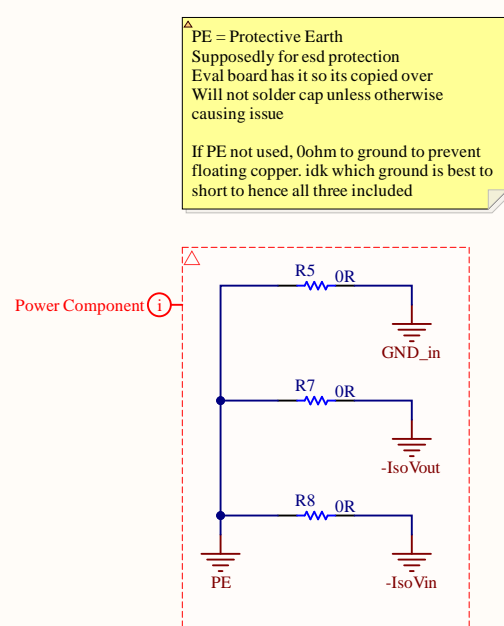 PE = Protective Earth
Supposedly for esd protection
Eval board has it so its copied over
Will not solder cap unless otherwise
causing issue
If PE not used, 0ohm to ground to prevent
floating copper. idk which ground is best to
short to hence all three included
R5
0R
Power Component
i
GND_in
R7
0R
-IsoVout
R8
0R
PE
-IsoVin